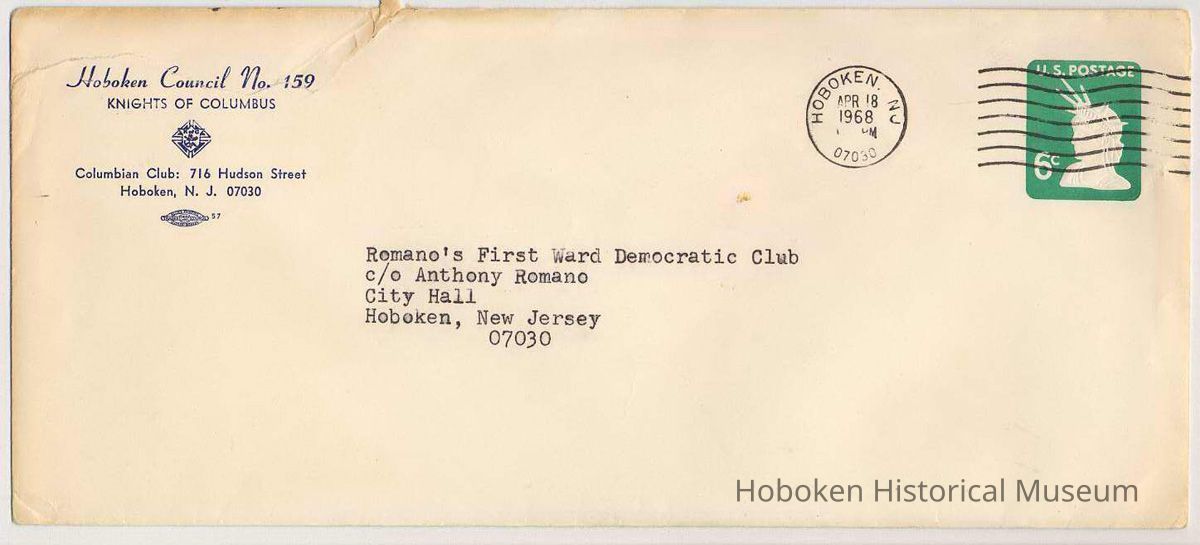 Hoboken Council No. 159
KNIGHTS OF COLUMBUS
Columbian Club: 716 Hudson Street
Hoboken, N. J. 07030
57
HOBOKEN, NJ
APR 18
1968
PM
07030
U.S. POSTAGE
6c
Romano's First Ward Democratic Club
c/o Anthony Romano
City Hall
Hoboken, New Jersey
07030
Hoboken Historical Museum